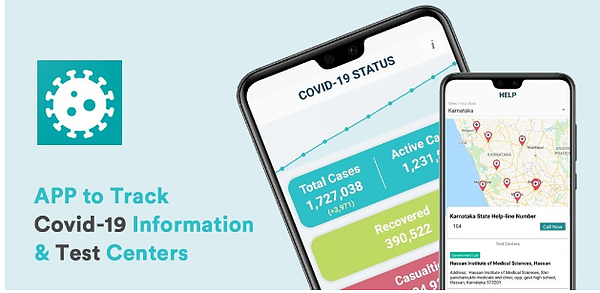 APP to Track
Covid-19 Information
& Test Centers
COVID-19 STATUS
Total Cases
1,727,038
(+3,971)
Active
1,231,
Recovered
390,522
HELP
Select Your State
Karnataka
KARNATAKA
ANDHRA
Karnataka State Help-line Number
104
Call Now
Test Centers
Government Lab
Hassan Institute of Medical Sciences, Hassan
Address: Hassan Institute of Medical Sciences, Shri
panchamukhi medicals and clinic, opp. govt high school,
Hassan, Karnataka 573201